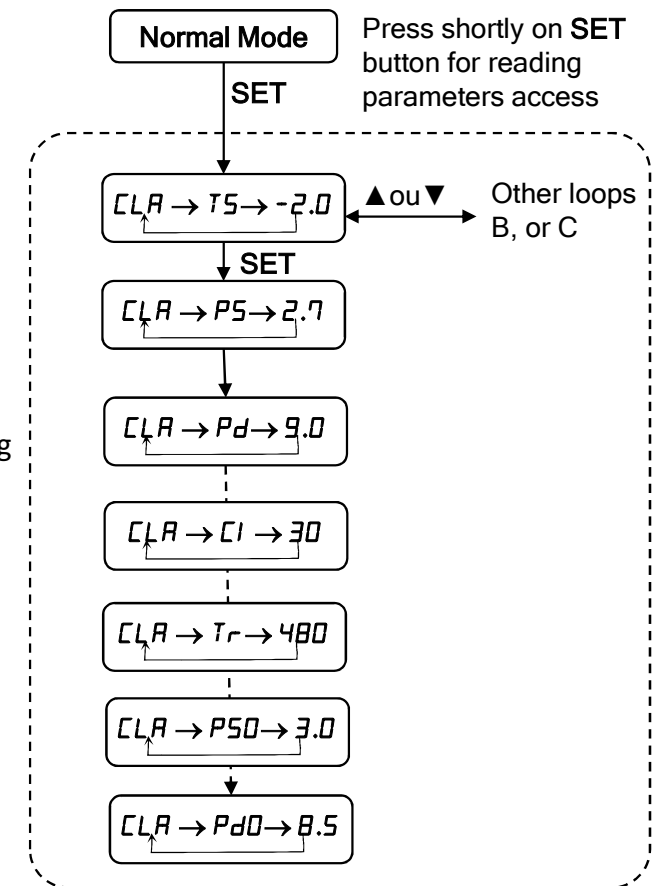 Normal Mode
Press shortly on SET
button for reading
parameters access
SET
CLA → TS → -2.0
▲ou▼
Other loops
B, or C
SET
CLA → PS → 2.7
CLA → Pd → 9.0
g
CLA → CI → 30
CLA → Tr → 480
CLA → PSO → 3.0
CLA → PdO → 8.5